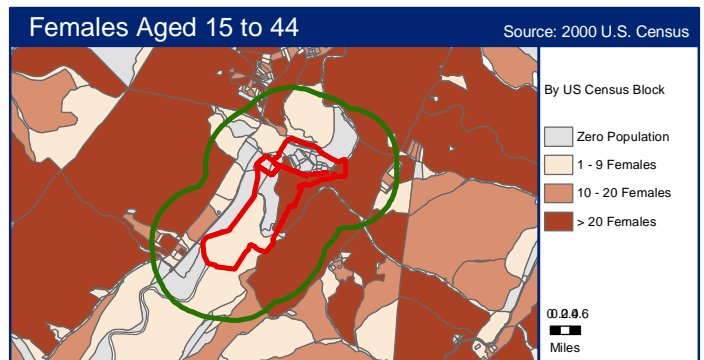 Females Aged 15 to 44
Source: 2000 U.S. Census
By US Census Block
Zero Population
1 - 9 Females
10 - 20 Females
> 20 Females
Miles